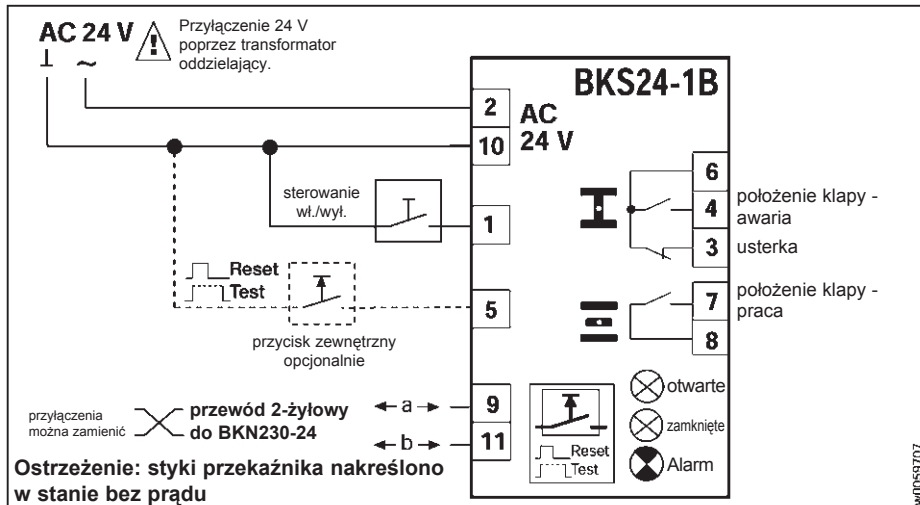 AC 24 V
⊥ ~
Przyłączenie 24 V
poprzez transformator
oddzielający.
BKS24-1B
2
AC
24 V
10
sterowanie
wł./wył.
1
6
4
położenie klapy -
awaria
3
usterka
Reset
Test
5
przycisk zewnętrzny
opcjonalnie
7
położenie klapy -
praca
8
przyłączenia
można zamienić
przewód 2-żyłowy
do BKN230-24
a
9
b
11
Reset
Test
otwarte
zamknięte
Alarm
Ostrzeżenie: styki przekaźnika nakreślono
w stanie bez prądu
w0059707